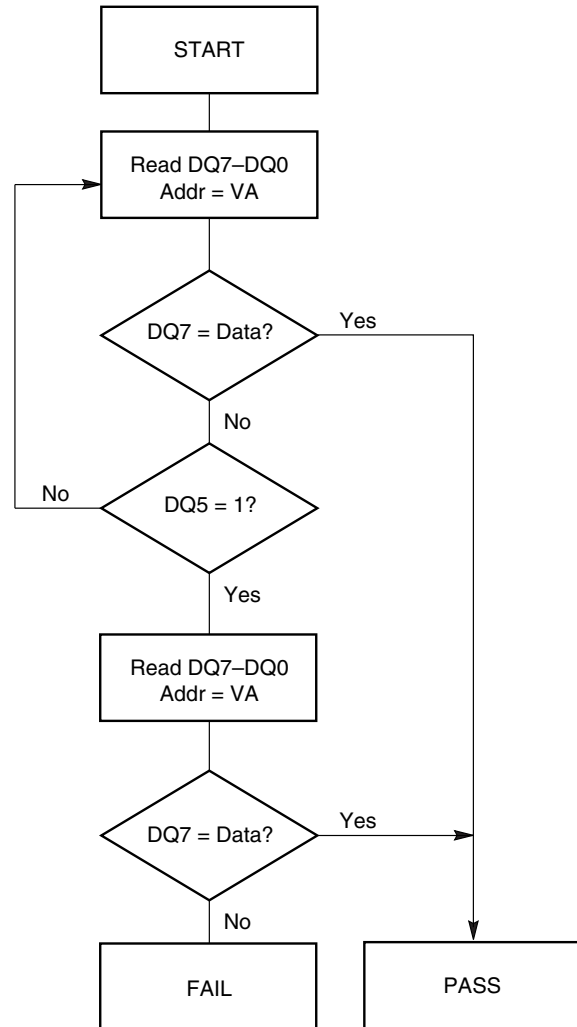 START
Read DQ7–DQ0
Addr = VA
DQ7 = Data?
Yes
No
No
DQ5 = 1?
Yes
Read DQ7–DQ0
Addr = VA
DQ7 = Data?
Yes
No
FAIL
PASS